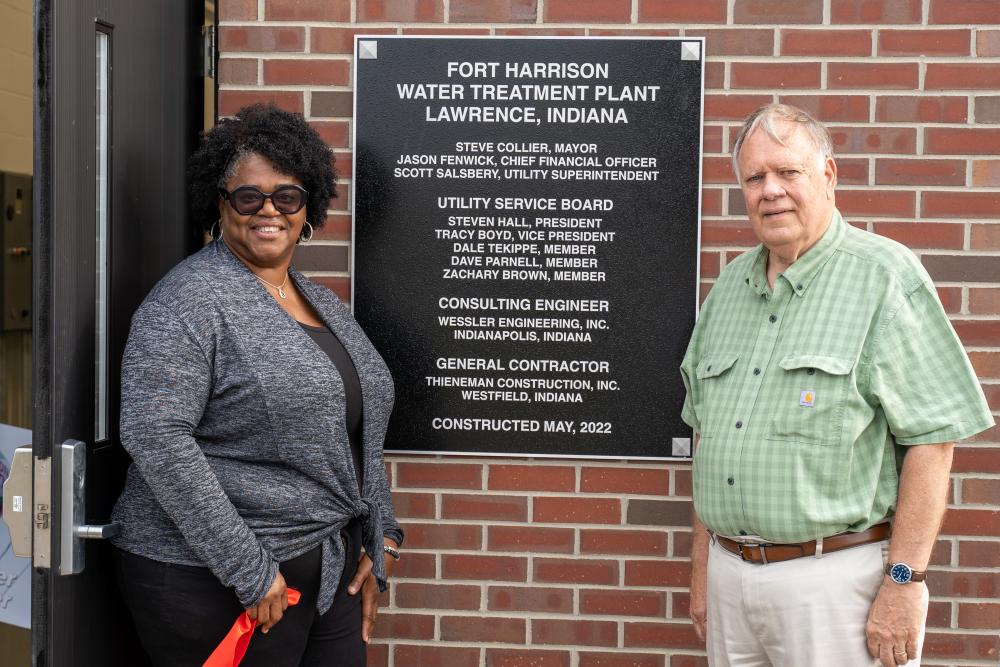 FORT HARRISON
WATER TREATMENT PLANT
LAWRENCE, INDIANA
STEVE COLLIER, MAYOR
JASON FENWICK, CHIEF FINANCIAL OFFICER
SCOTT SALSBERY, UTILITY SUPERINTENDENT
UTILITY SERVICE BOARD
STEVEN HALL, PRESIDENT
TRACY BOYD, VICE PRESIDENT
DALE TEKIPPE, MEMBER
DAVE PARNELL, MEMBER
ZACHARY BROWN, MEMBER
CONSULTING ENGINEER
WESSLER ENGINEERING, INC.
INDIANAPOLIS, INDIANA
GENERAL CONTRACTOR
THIENEMAN CONSTRUCTION, INC.
WESTFIELD, INDIANA
CONSTRUCTED MAY, 2022